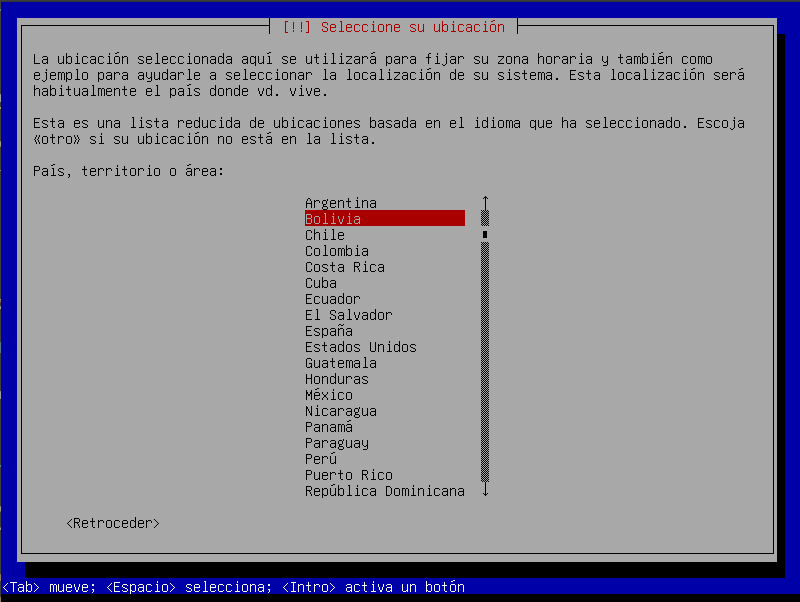 [!!] Seleccione su ubicación
La ubicación seleccionada aquí se utilizará para fijar su zona horaria y también como
ejemplo para ayudarle a seleccionar la localización de su sistema. Esta localización será
habitualmente el país donde vd. vive.
Esta es una lista reducida de ubicaciones basada en el idioma que ha seleccionado. Escoja
«otro» si su ubicación no está en la lista.
País, territorio o área:
Argentina
Bolivia
Chile
Colombia
Costa Rica
Cuba
Ecuador
El Salvador
España
Estados Unidos
Guatemala
Honduras
México
Nicaragua
Panamá
Paraguay
Perú
Puerto Rico
República Dominicana
<Retroceder>
<Tab> mueve; <Espacio> selecciona; <Intro> activa un botón